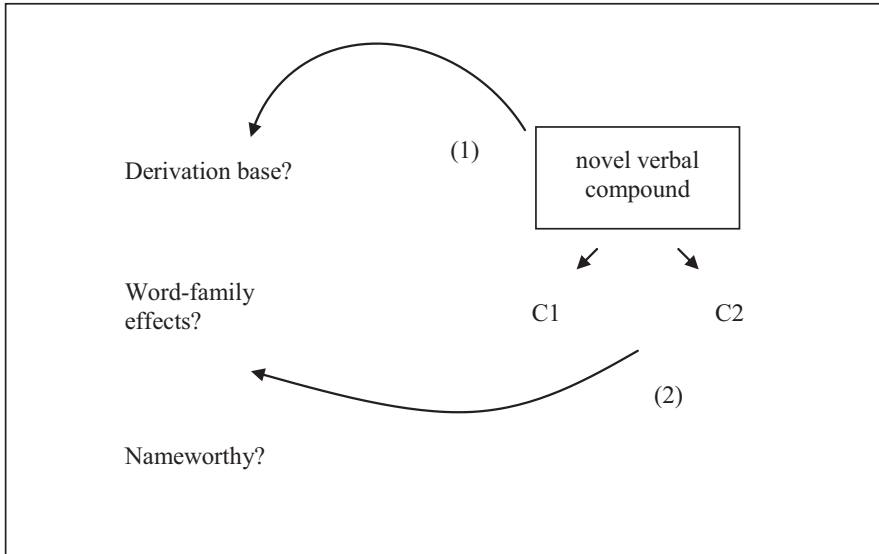 (1)
novel verbal
compound
Derivation base?
Word-family
effects?
C1
C2
(2)
Nameworthy?